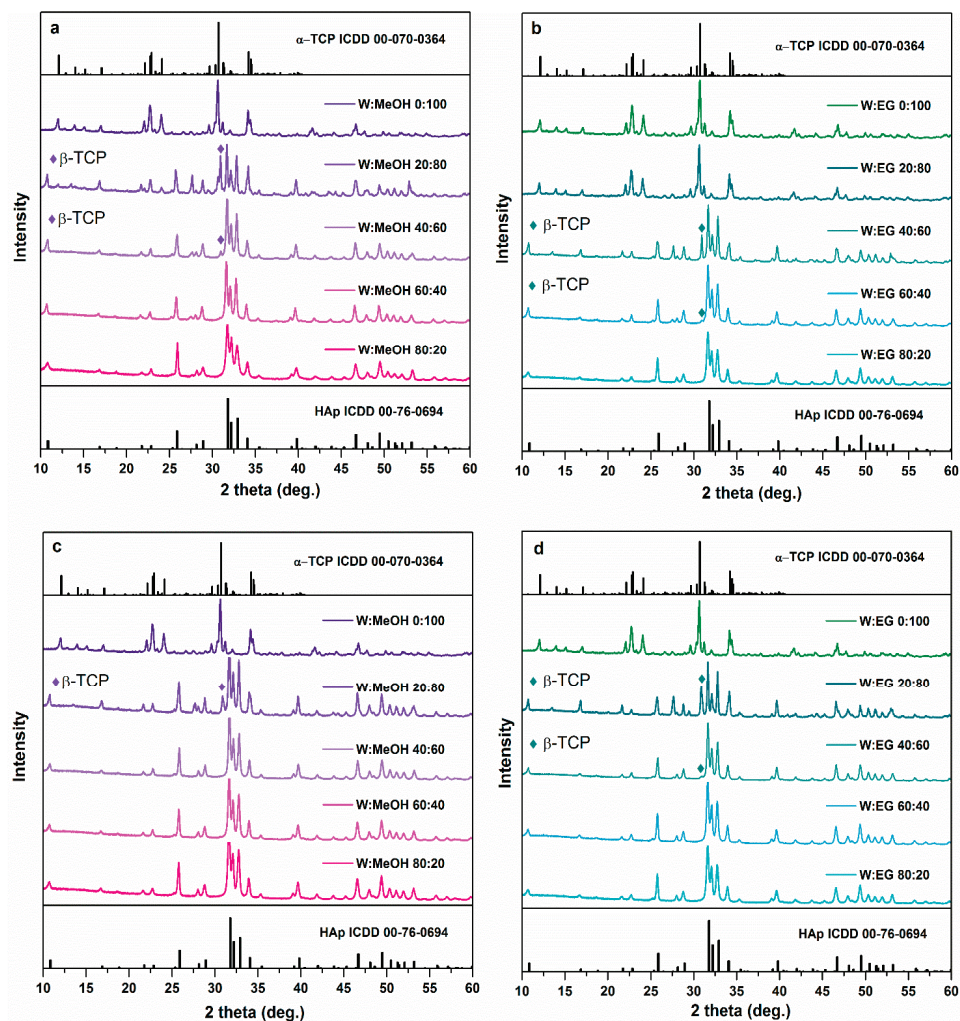 a
α–TCP ICDD 00-070-0364
W:MeOH 0:100
β-TCP
W:MeOH 20:80
β-TCP
W:MeOH 40:60
W:MeOH 60:40
W:MeOH 80:20
HAp ICDD 00-76-0694
Intensity
10 15 20 25 30 35 40 45 50 55 60
2 theta (deg.)
b
α–TCP ICDD 00-070-0364
W:EG 0:100
W:EG 20:80
β-TCP
W:EG 40:60
β-TCP
W:EG 60:40
W:EG 80:20
HAp ICDD 00-76-0694
Intensity
10 15 20 25 30 35 40 45 50 55 60
2 theta (deg.)
c
α–TCP ICDD 00-070-0364
W:MeOH 0:100
β-TCP
W:MeOH 20:80
W:MeOH 40:60
W:MeOH 60:40
W:MeOH 80:20
HAp ICDD 00-76-0694
Intensity
10 15 20 25 30 35 40 45 50 55 60
2 theta (deg.)
d
α–TCP ICDD 00-070-0364
W:EG 0:100
β-TCP
W:EG 20:80
β-TCP
W:EG 40:60
W:EG 60:40
W:EG 80:20
HAp ICDD 00-76-0694
Intensity
10 15 20 25 30 35 40 45 50 55 60
2 theta (deg.)